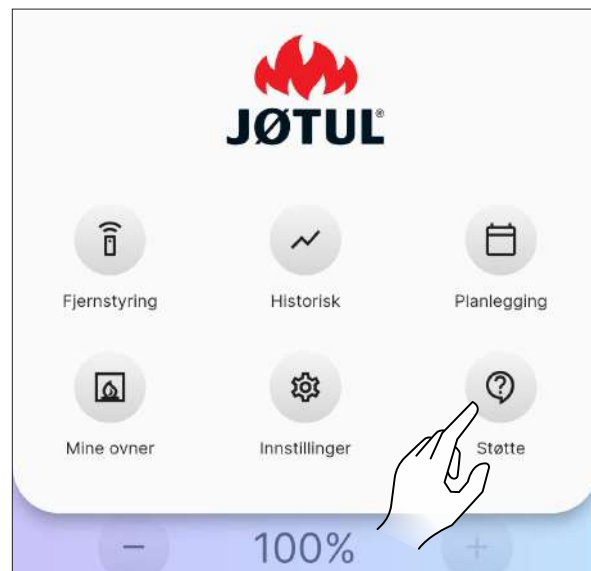 JØTUL®
Fjernstyring
Historisk
Planlegging
Mine ovner
Innstillinger
Støtte
− 100% +